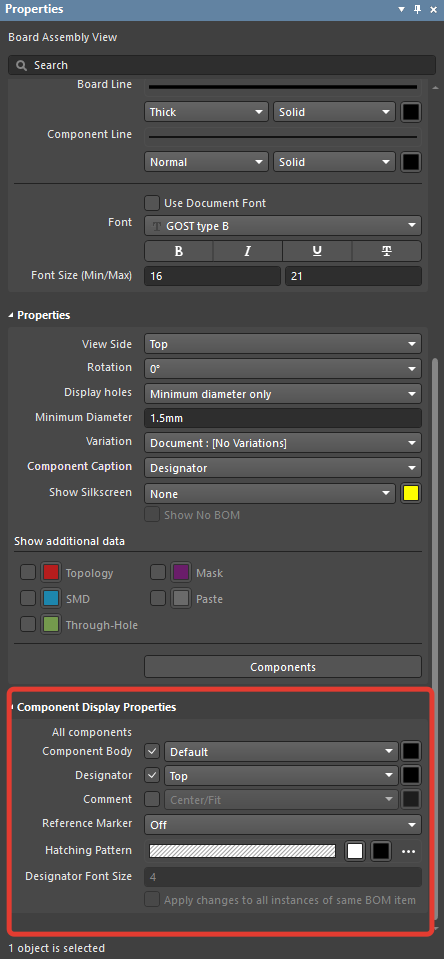 Properties
Board Assembly View
Search
Board Line
Thick Solid
Component Line
Normal Solid
Use Document Font
Font T GOST type B
B I U T
Font Size (Min/Max) 16 21
Properties
View Side Top
Rotation 0°
Display holes Minimum diameter only
Minimum Diameter 1.5mm
Variation Document : [No Variations]
Component Caption Designator
Show Silkscreen None
Show No BOM
Show additional data
Topology Mask
SMD Paste
Through-Hole
Components
Component Display Properties
All components
Component Body Default
Designator Top
Comment Center/Fit
Reference Marker Off
Hatching Pattern
Designator Font Size 4
Apply changes to all instances of same BOM item
1 object is selected